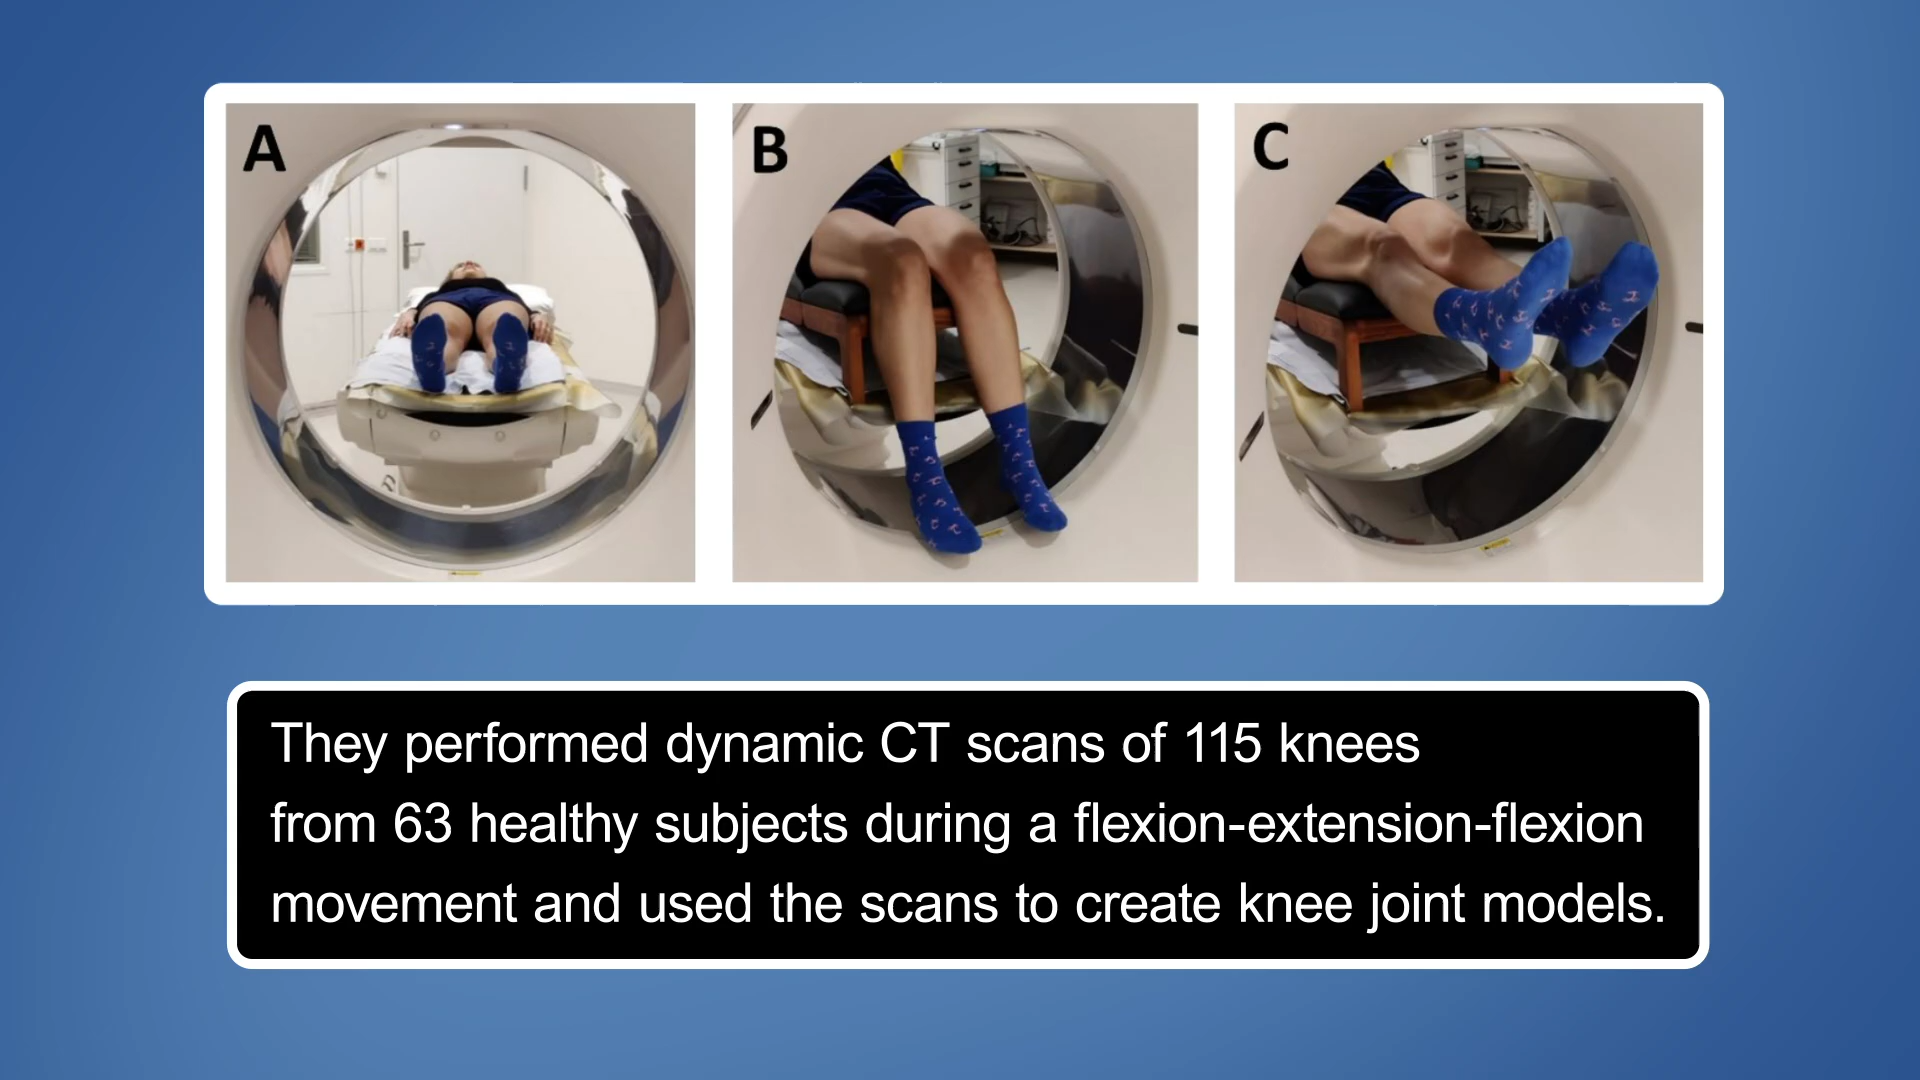 A
B
C
They performed dynamic CT scans of 115 knees
from 63 healthy subjects during a flexion-extension-flexion
movement and used the scans to create knee joint models.